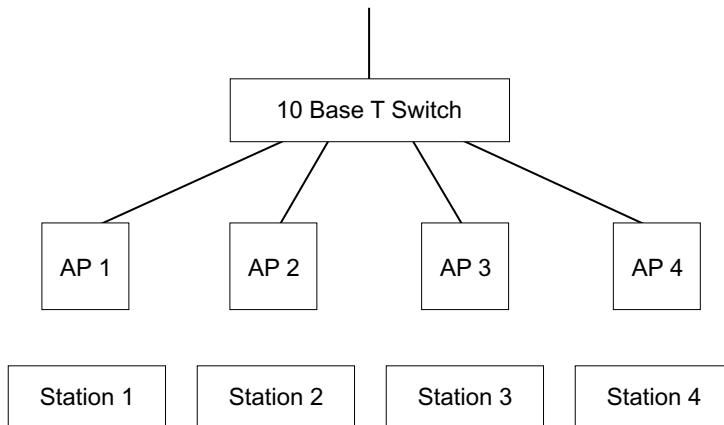 10 Base T Switch
AP 1
AP 2
AP 3
AP 4
Station 1
Station 2
Station 3
Station 4